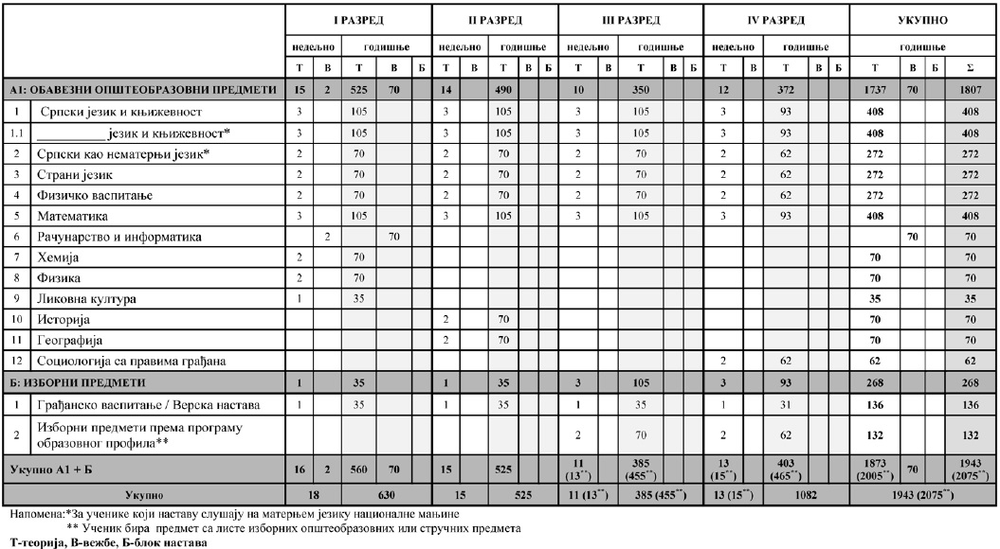 I РАЗРЕД II РАЗРЕД III РАЗРЕД IV РАЗРЕД УКУПНО
недељно годишње недељно годишње недељно годишње недељно годишње годишње
Т В Т В Б Т В Т В Б Т В Т В Б Т В Т В Б Т В Б Σ
А1: ОБАВЕЗНИ ОПШТЕОБРАЗОВНИ ПРЕДМЕТИ 15 2 525 70 14 490 10 350 12 372 1737 70 1807
1 Српски језик и књижевност 3 105 3 105 3 105 3 93 408 408
1.1 ___________ језик и књижевност* 3 105 3 105 3 105 3 93 408 408
2 Српски као нематерњи језик* 2 70 2 70 2 70 2 62 272 272
3 Страни језик 2 70 2 70 2 70 2 62 272 272
4 Физичко васпитање 2 70 2 70 2 70 2 62 272 272
5 Математика 3 105 3 105 3 105 3 93 408 408
6 Рачунарство и информатика 2 70 70 70
7 Хемија 2 70 70 70
8 Физика 2 70 70 70
9 Ликовна култура 1 35 35 35
10 Историја 2 70 70 70
11 Географија 2 70 70 70
12 Социологија са правима грађана 2 62 62 62
Б: ИЗБОРНИ ПРЕДМЕТИ 1 35 1 35 3 105 3 93 268 268
1 Грађанско васпитање / Верска настава 1 35 1 35 1 35 1 31 136 136
2 Изборни предмети према програму
образовног профила** 2 70 2 62 132 132
Укупно А1 + Б 16 2 560 70 15 525 11 385 13 403 1873 70 1943
(13**) (455**) (15**) (465**) (2005**) (2075**)
Укупно 18 630 15 525 11 (13**) 385 (455**) 13 (15**) 1082 1943 (2075**)
Напомена:*За ученике који наставу слушају на матерњем језику националне мањине
** Ученик бира предмет са листе изборних општеобразовних или стручних предмета
Т-теорија, В-вежбе, Б-блок настава